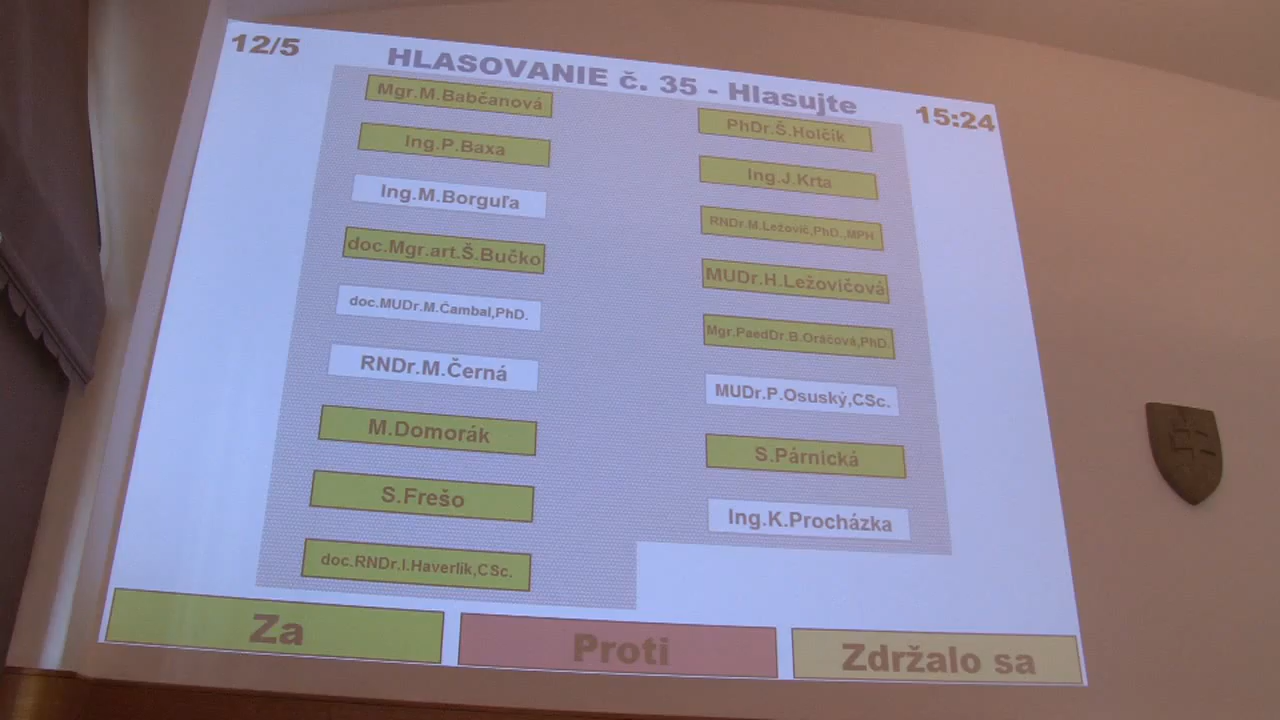 12/5
HLASOVANIE č. 35 - Hlasujte
15:24
Mgr.M.Babčanová
Ing.P.Baxa
Ing.M.Borguľa
doc.Mgr.art.Š.Bučko
doc.MUDr.M.Čambal,PhD.
RNDr.M.Černá
M.Domorák
S.Frešo
doc.RNDr.I.Haverlík,CSc.
PhDr.Š.Holčík
Ing.J.Krta
RNDr.M.Ležovič,PhD.,MPH
MUDr.H.Ležovičová
Mgr.PaedDr.B.Oráčová,PhD.
MUDr.P.Osuský,CSc.
S.Párnická
Ing.K.Procházka
Za
Proti
Zdržalo sa